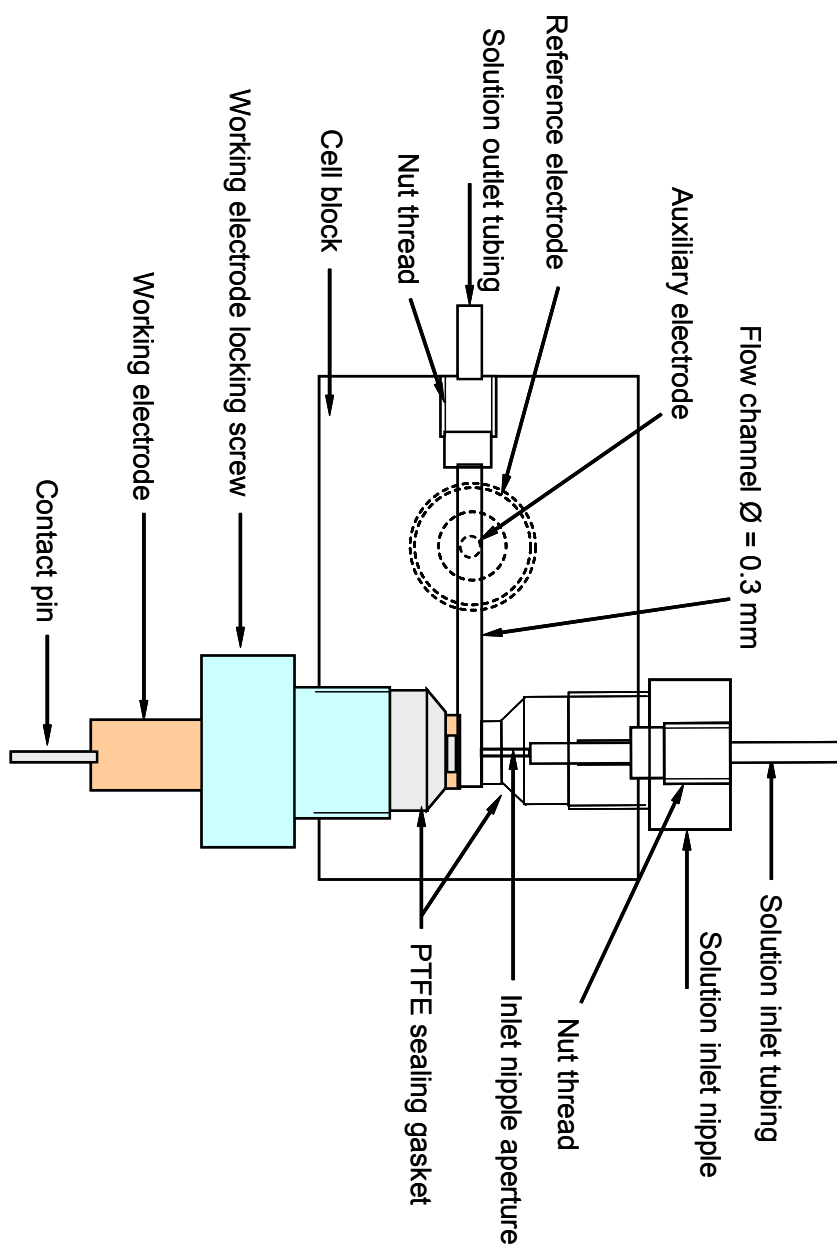 Solution inlet tubing
Flow channel Ø = 0.3 mm
Solution inlet nipple
Auxiliary electrode
Nut thread
Reference electrode
Inlet nipple aperture
Solution outlet tubing
PTFE sealing gasket
Nut thread
Cell block
Working electrode locking screw
Working electrode
Contact pin